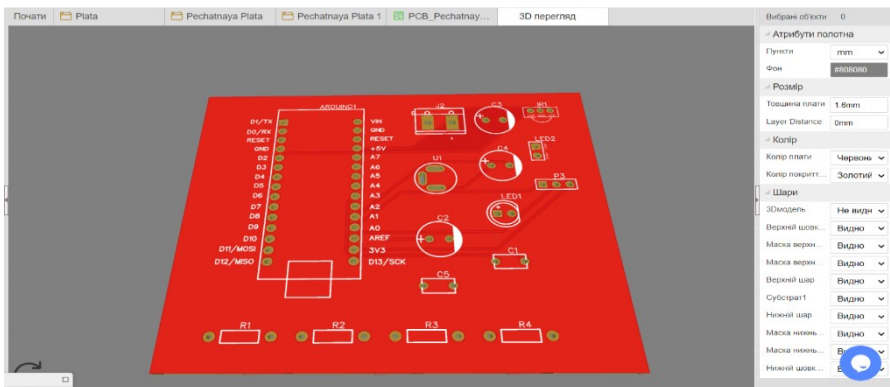 Почати Plata Pechatnaya Plata Pechatnaya Plata 1 PCB_Pechatnay... 3D перегляд
Вибрані об'єкти 0
Атрибути полотна
Пункти mm
Фон #808080
Розмір
Товщина плати 1.6mm
Layer Distance 0mm
Колір
Колір плати Червони
Колір покритт... Золотий
Шари
3Dмодель Не видн
Верхній шовк... Видно
Маска верхн... Видно
Маска верхн... Видно
Верхній шар Видно
Субстрат1 Видно
Нижній шар Видно
Маска нижнь... Видно
Маска нижнь...
Нижній шовк...
ARDUINO1
D1/TX VIN
D0/RX GND
RESET RESET
GND +5V
D2 A7
D3 A6
D4 A5
D5 A4
D6 A3
D7 A2
D8 A1
D9 A0
D10 AREF
D11/MOSI 3V3
D12/MISO D13/SCK
J2 C3 IR1
LED2
U1 C4
P3
LED1
C2
C1
C5
R1 R2 R3 R4